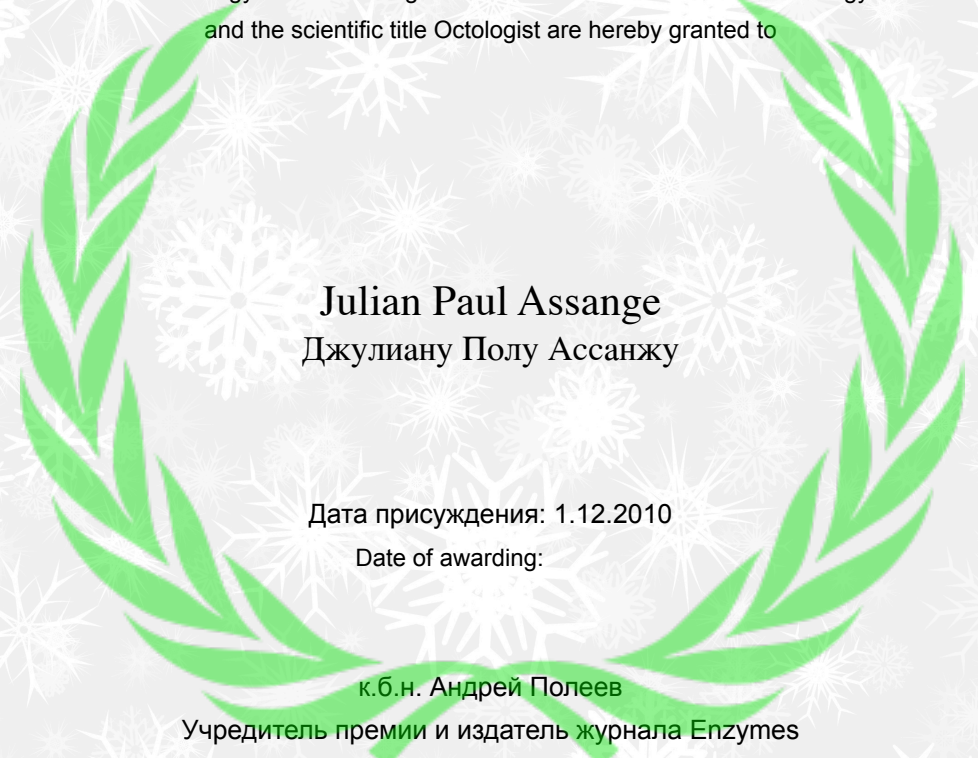 and the scientific title Octologist are hereby granted to
Julian Paul Assange
Джулиану Полу Ассанжу
Дата присуждения: 1.12.2010
Date of awarding:
к.б.н. Андрей Полеев
Учредитель премии и издатель журнала Enzymes